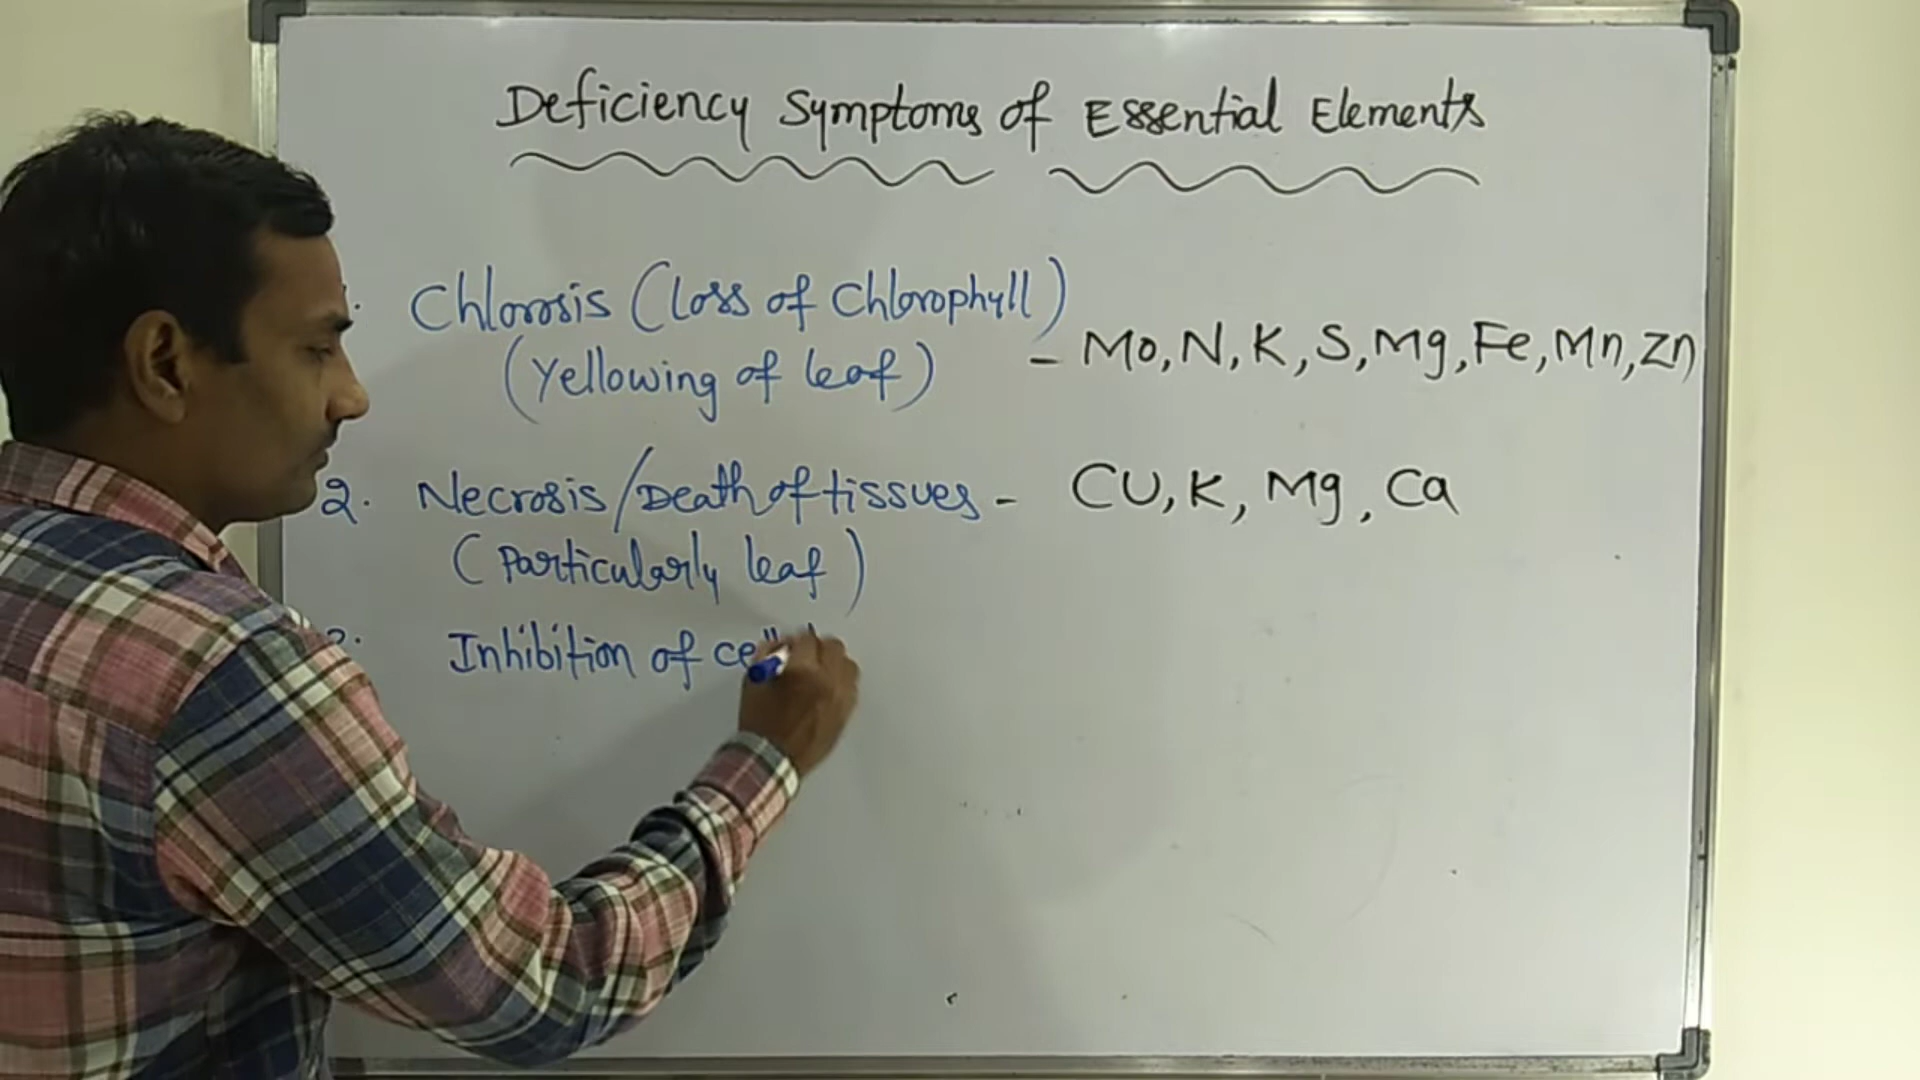 Deficiency Symptoms of Essential Elements
Chlorosis (Loss of Chlorophyll)
(Yellowing of leaf) - Mo, N, K, S, Mg, Fe, Mn, Zn
2. Necrosis/Death of tissues - CU, K, Mg, Ca
(Particularly leaf)
Inhibition of cell